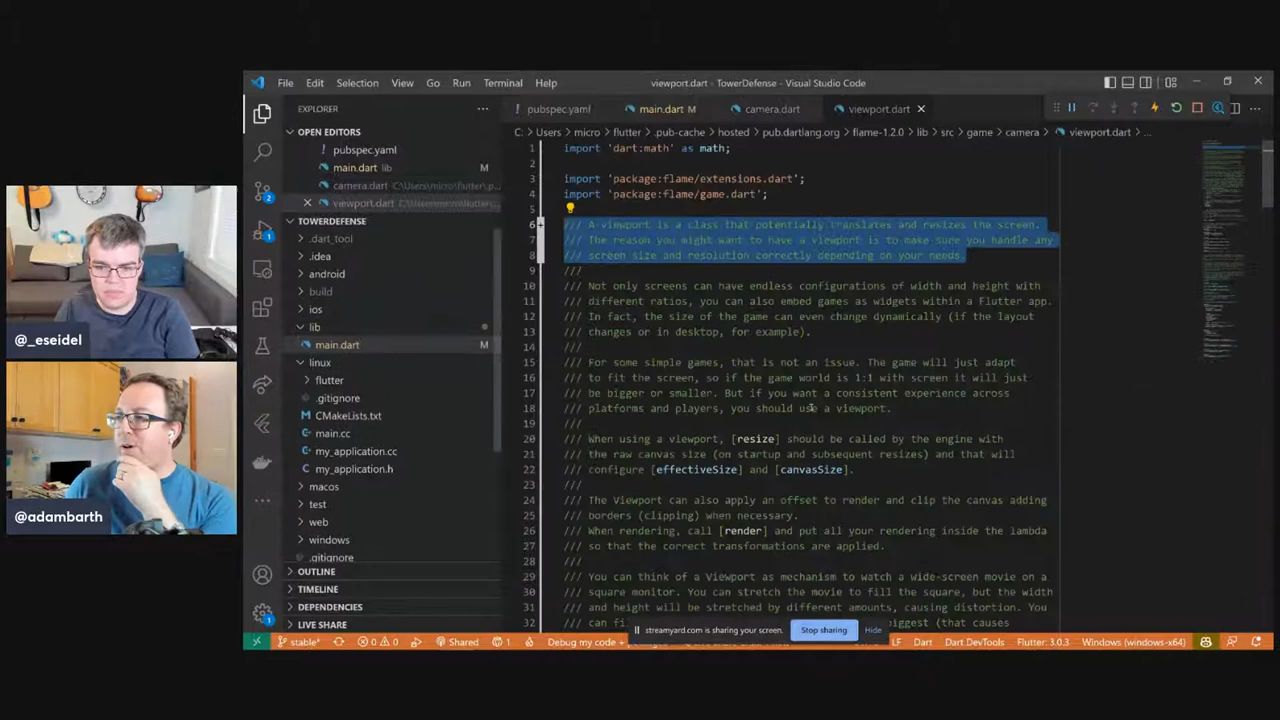 File Edit Selection View Go Run Terminal Help
viewport.dart - TowerDefense - Visual Studio Code
EXPLORER
OPEN EDITORS
pubspec.yaml
main.dart lib M
camera.dart C:\Users\micro\flutter\.p...
viewport.dart C:\Users\micro\flutter\...
TOWERDEFENSE
.dart_tool
.idea
android
build
ios
lib
main.dart M
linux
flutter
.gitignore
CMakeLists.txt
main.cc
my_application.cc
my_application.h
macos
test
web
windows
.gitignore
OUTLINE
TIMELINE
DEPENDENCIES
LIVE SHARE
pubspec.yaml main.dart M camera.dart viewport.dart
C: > Users > micro > flutter > .pub-cache > hosted > pub.dartlang.org > flame-1.2.0 > lib > src > game > camera > viewport.dart > ...
1 import 'dart:math' as math;
2
3 import 'package:flame/extensions.dart';
4 import 'package:flame/game.dart';
5
6 /// A viewport is a class that potentially translates and resizes the screen.
7 /// The reason you might want to have a viewport is to make sure you handle any
8 /// screen size and resolution correctly depending on your needs.
9 ///
10 /// Not only screens can have endless configurations of width and height with
11 /// different ratios, you can also embed games as widgets within a Flutter app.
12 /// In fact, the size of the game can even change dynamically (if the layout
13 /// changes or in desktop, for example).
14 ///
15 /// For some simple games, that is not an issue. The game will just adapt
16 /// to fit the screen, so if the game world is 1:1 with screen it will just
17 /// be bigger or smaller. But if you want a consistent experience across
18 /// platforms and players, you should use a viewport.
19 ///
20 /// When using a viewport, [resize] should be called by the engine with
21 /// the raw canvas size (on startup and subsequent resizes) and that will
22 /// configure [effectiveSize] and [canvasSize].
23 ///
24 /// The Viewport can also apply an offset to render and clip the canvas adding
25 /// borders (clipping) when necessary.
26 /// When rendering, call [render] and put all your rendering inside the lambda
27 /// so that the correct transformations are applied.
28 ///
29 /// You can think of a Viewport as mechanism to watch a wide-screen movie on a
30 /// square monitor. You can stretch the movie to fill the square, but the width
31 /// and height will be stretched by different amounts, causing distortion. You
32 /// can fi biggest (that causes
streamyard.com is sharing your screen. Stop sharing Hide
stable* 0 0 Shared 1 Debug my code + LF Dart Dart DevTools Flutter: 3.0.3 Windows (windows-x64)
2
1
@_eseidel
@adambarth